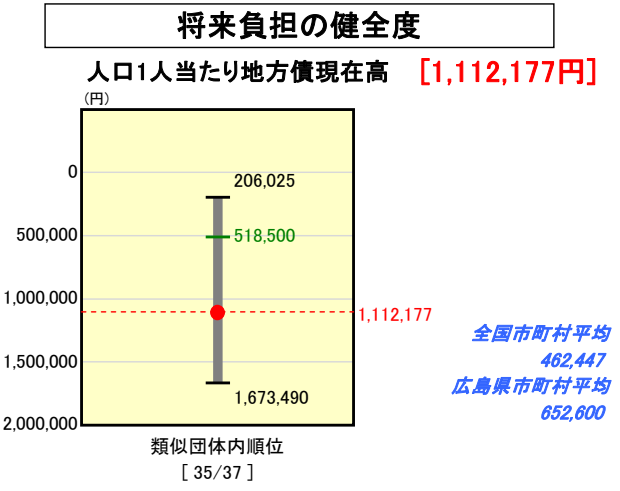 将来負担の健全度
人口1人当たり地方債現在高 [1,112,177円]
(円)
0
206,025
500,000
518,500
1,000,000
1,112,177
全国市町村平均
462,447
1,500,000
広島県市町村平均
1,673,490
652,600
2,000,000
類似団体内順位
[ 35/37 ]